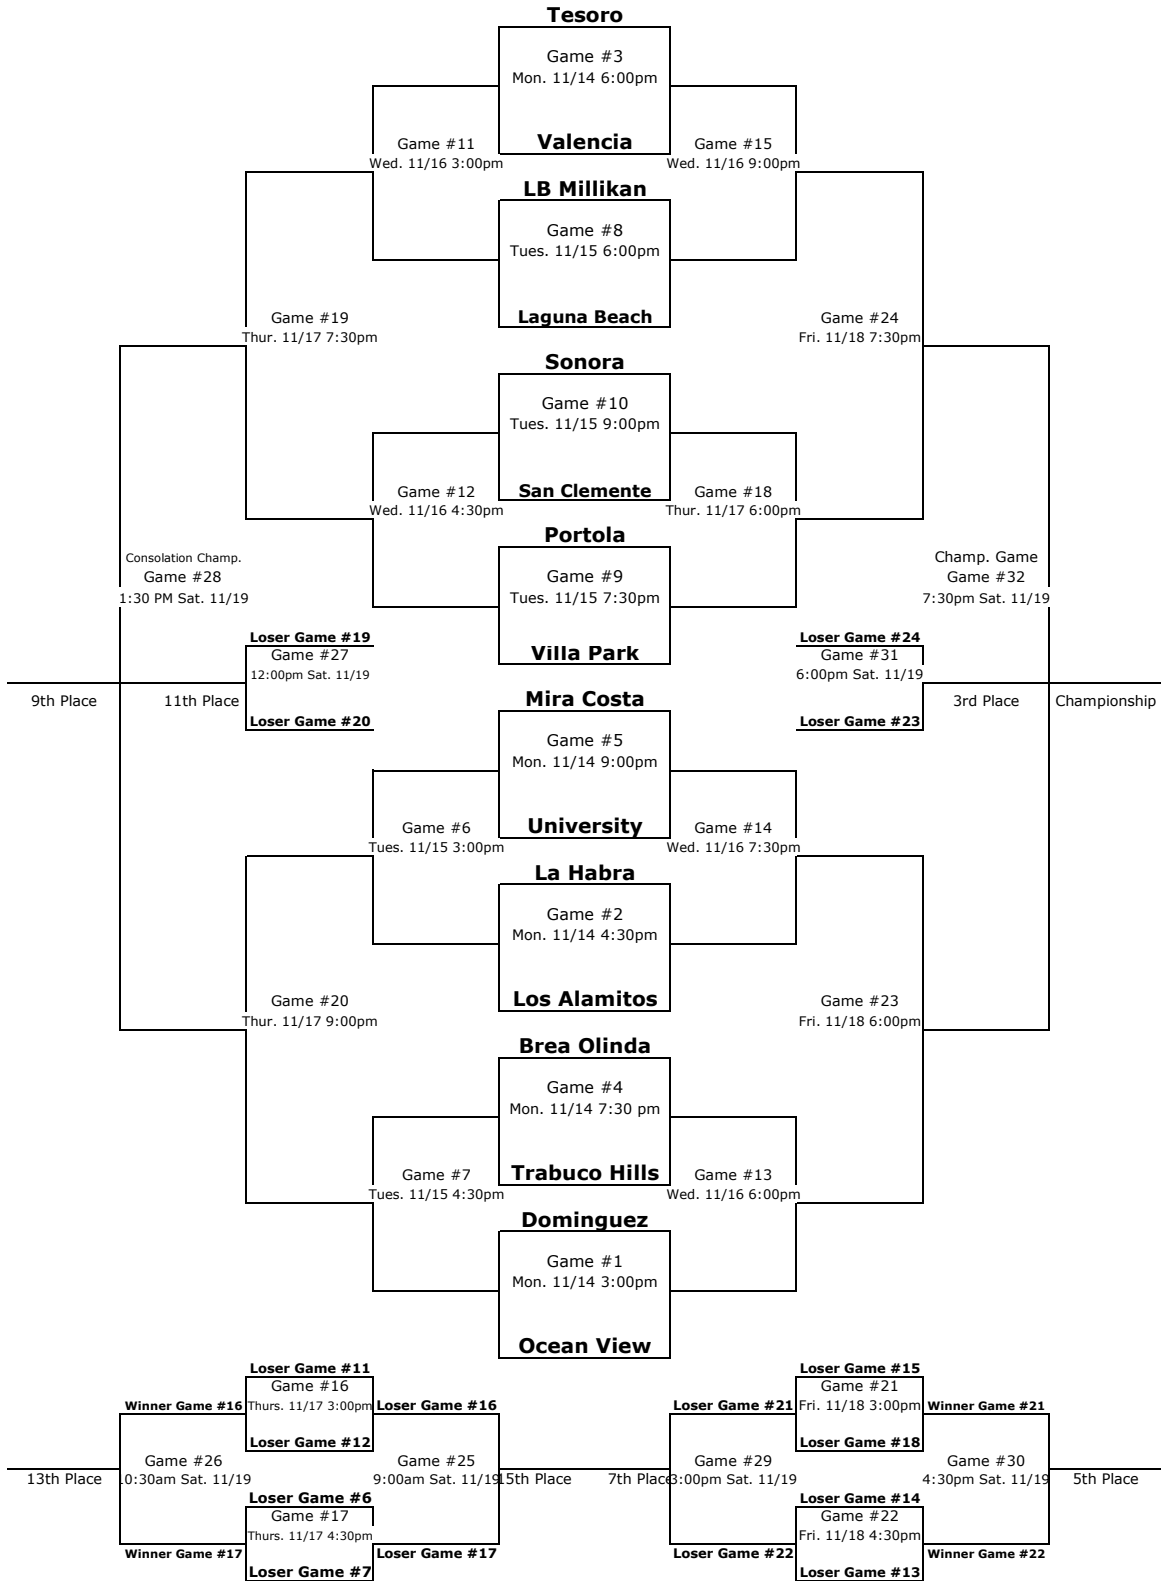 Tesoro
Game #3
Mon. 11/14 6:00pm
Game #11
Valencia
Game #15
Wed. 11/16 3:00pm
Wed. 11/16 9:00pm
LB Millikan
Game #8
Tues. 11/15 6:00pm
Game #19
Laguna Beach
Game #24
Thur. 11/17 7:30pm
Fri. 11/18 7:30pm
Sonora
Game #10
Tues. 11/15 9:00pm
Game #12
San Clemente
Game #18
Wed. 11/16 4:30pm
Thur. 11/17 6:00pm
Portola
Consolation Champ.
Champ. Game
Game #28
Game #9
Game #32
1:30 PM Sat. 11/19
Tues. 11/15 7:30pm
7:30pm Sat. 11/19
Loser Game #19
Loser Game #24
Game #27
Villa Park
Game #31
12:00pm Sat. 11/19
6:00pm Sat. 11/19
9th Place
11th Place
Mira Costa
3rd Place
Championship
Loser Game #20
Loser Game #23
Game #5
Mon. 11/14 9:00pm
Game #6
University
Game #14
Tues. 11/15 3:00pm
Wed. 11/16 7:30pm
La Habra
Game #2
Mon. 11/14 4:30pm
Game #20
Los Alamitos
Game #23
Thur. 11/17 9:00pm
Fri. 11/18 6:00pm
Brea Olinda
Game #4
Mon. 11/14 7:30 pm
Game #7
Trabuco Hills
Game #13
Tues. 11/15 4:30pm
Wed. 11/16 6:00pm
Dominguez
Game #1
Mon. 11/14 3:00pm
Ocean View
Loser Game #11
Loser Game #15
Game #16
Game #21
Winner Game #16
Thurs. 11/17 3:00pm
Loser Game #16
Loser Game #21
Fri. 11/18 3:00pm
Winner Game #21
Loser Game #12
Loser Game #18
Game #26
Game #25
Game #29
Game #30
13th Place
10:30am Sat. 11/19
9:00am Sat. 11/19
15th Place
7th Place
3:00pm Sat. 11/19
4:30pm Sat. 11/19
5th Place
Loser Game #6
Loser Game #14
Game #17
Game #22
Thurs. 11/17 4:30pm
Fri. 11/18 4:30pm
Winner Game #17
Loser Game #17
Loser Game #22
Winner Game #22
Loser Game #7
Loser Game #13